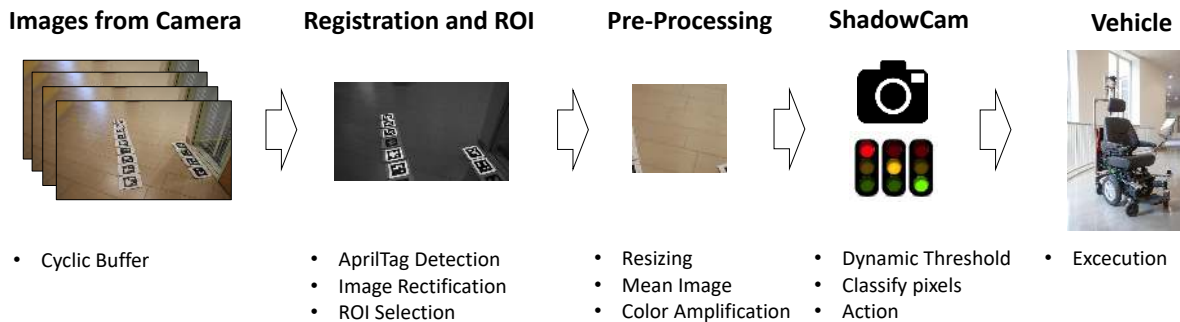 Images from Camera
Registration and ROI
Pre-Processing
ShadowCam
Vehicle
• Cyclic Buffer
• AprilTag Detection
• Image Rectification
• ROI Selection
• Resizing
• Mean Image
• Color Amplification
• Dynamic Threshold
• Classify pixels
• Action
• Excecution